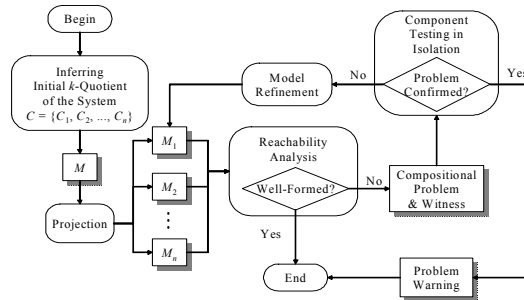 Begin
Inferring
Initial k-Quotient
of the System
C = {C1, C2, ..., Cn}
M
Projection
M1
M2
⋮
Mn
Model
Refinement
Reachability
Analysis
Well-Formed?
Yes
No
End
Component
Testing in
Isolation
Problem
Confirmed?
No
Yes
Compositional
Problem
& Witness
Problem
Warning